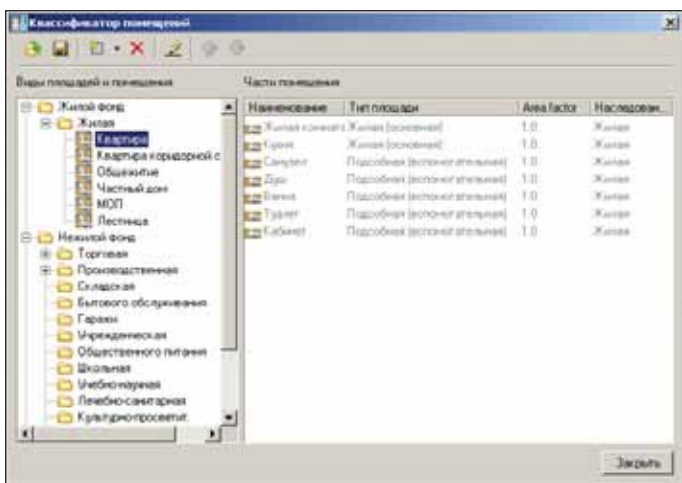 Классификатор помещений
Виды площадей и помещения
Части помещения
Жилой фонд
Жилая
Квартира
Квартира коридорной с
Общежитие
Частный дом
МОП
Лестница
Нежилой фонд
Торговая
Производственная
Складская
Бытового обслуживания
Гаражи
Учрежденческая
Общественного питания
Школьная
Учебно-научная
Лечебно-санитарная
Культурно-просветит.
Наименование Тип площади Area factor Наследован...
Жилая комната Жилая (основная) 1.0 Жилая
Кухня Жилая (основная) 1.0 Жилая
Санузел Подсобная (вспомогательная) 1.0 Жилая
Душ Подсобная (вспомогательная) 1.0 Жилая
Ванна Подсобная (вспомогательная) 1.0 Жилая
Туалет Подсобная (вспомогательная) 1.0 Жилая
Кабинет Подсобная (вспомогательная) 1.0 Жилая
Закрыть